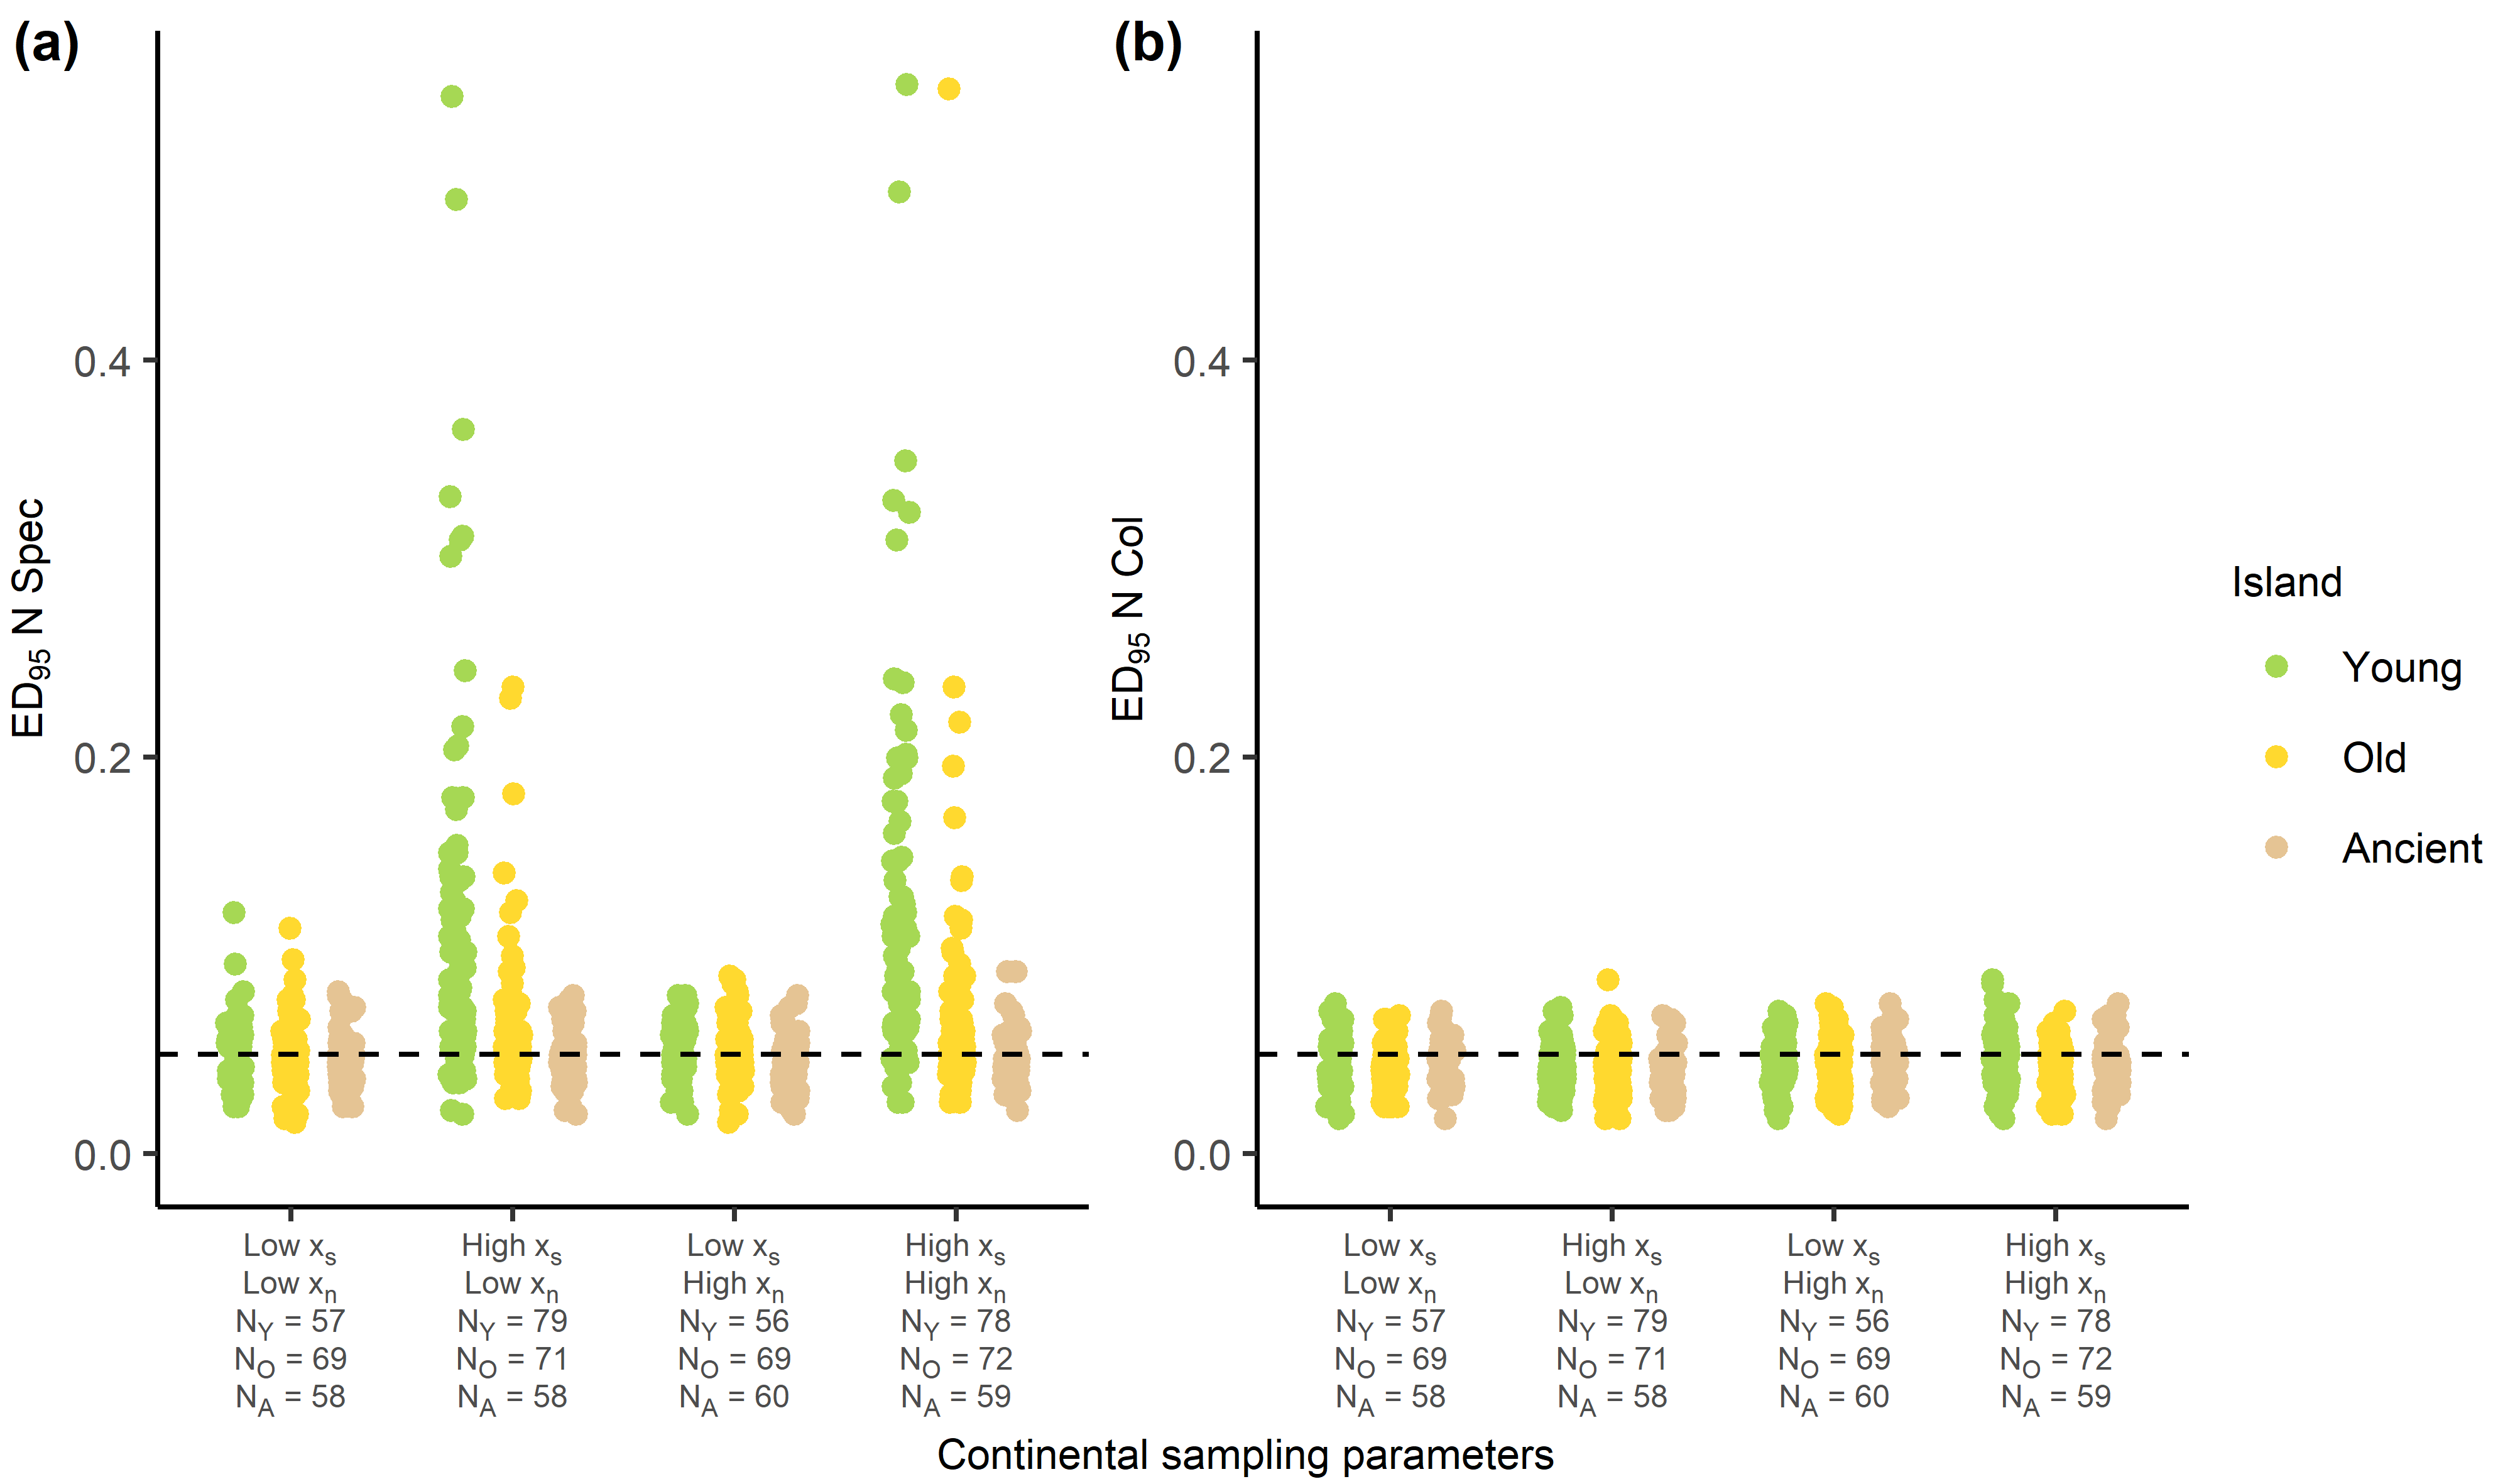 (a)
ED95 N Spec
0.4
0.2
0.0
Low xs
Low xn
NY = 57
NO = 69
NA = 58
High xs
Low xn
NY = 79
NO = 71
NA = 58
Low xs
High xn
NY = 56
NO = 69
NA = 60
High xs
High xn
NY = 78
NO = 72
NA = 59
(b)
ED95 N Col
0.4
0.2
0.0
Low xs
Low xn
NY = 57
NO = 69
NA = 58
High xs
Low xn
NY = 79
NO = 71
NA = 58
Low xs
High xn
NY = 56
NO = 69
NA = 60
High xs
High xn
NY = 78
NO = 72
NA = 59
Continental sampling parameters
Island
Young
Old
Ancient